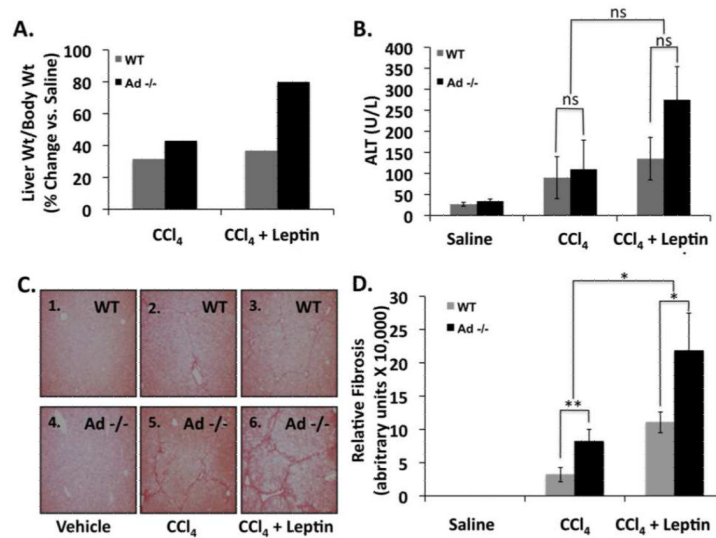 A.
Liver Wt/Body Wt
(% Change vs. Saline)
100
80
60
40
20
0
WT
Ad -/-
CCl4
CCl4 + Leptin
B.
ALT (U/L)
400
350
300
250
200
150
100
50
0
WT
Ad -/-
ns
ns
ns
Saline
CCl4
CCl4 + Leptin
C.
1. WT
2. WT
3. WT
4. Ad -/-
5. Ad -/-
6. Ad -/-
Vehicle
CCl4
CCl4 + Leptin
D.
Relative Fibrosis
(abritrary units X 10,000)
30
25
20
15
10
5
0
WT
Ad -/-
*
*
**
Saline
CCl4
CCl4 + Leptin